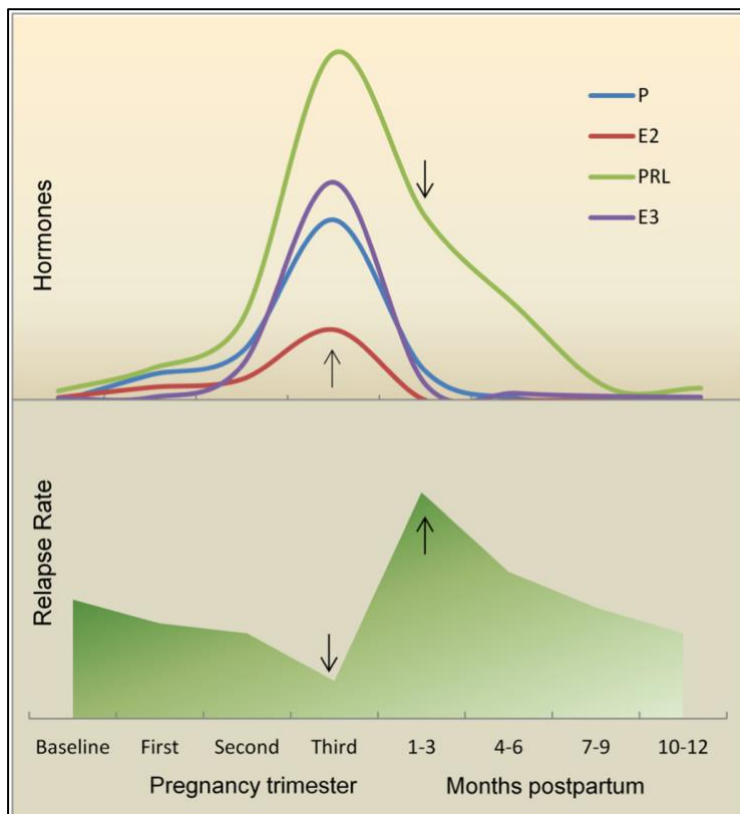 P
E2
PRL
E3
Hormones
Relapse Rate
Baseline First Second Third 1-3 4-6 7-9 10-12
Pregnancy trimester Months postpartum